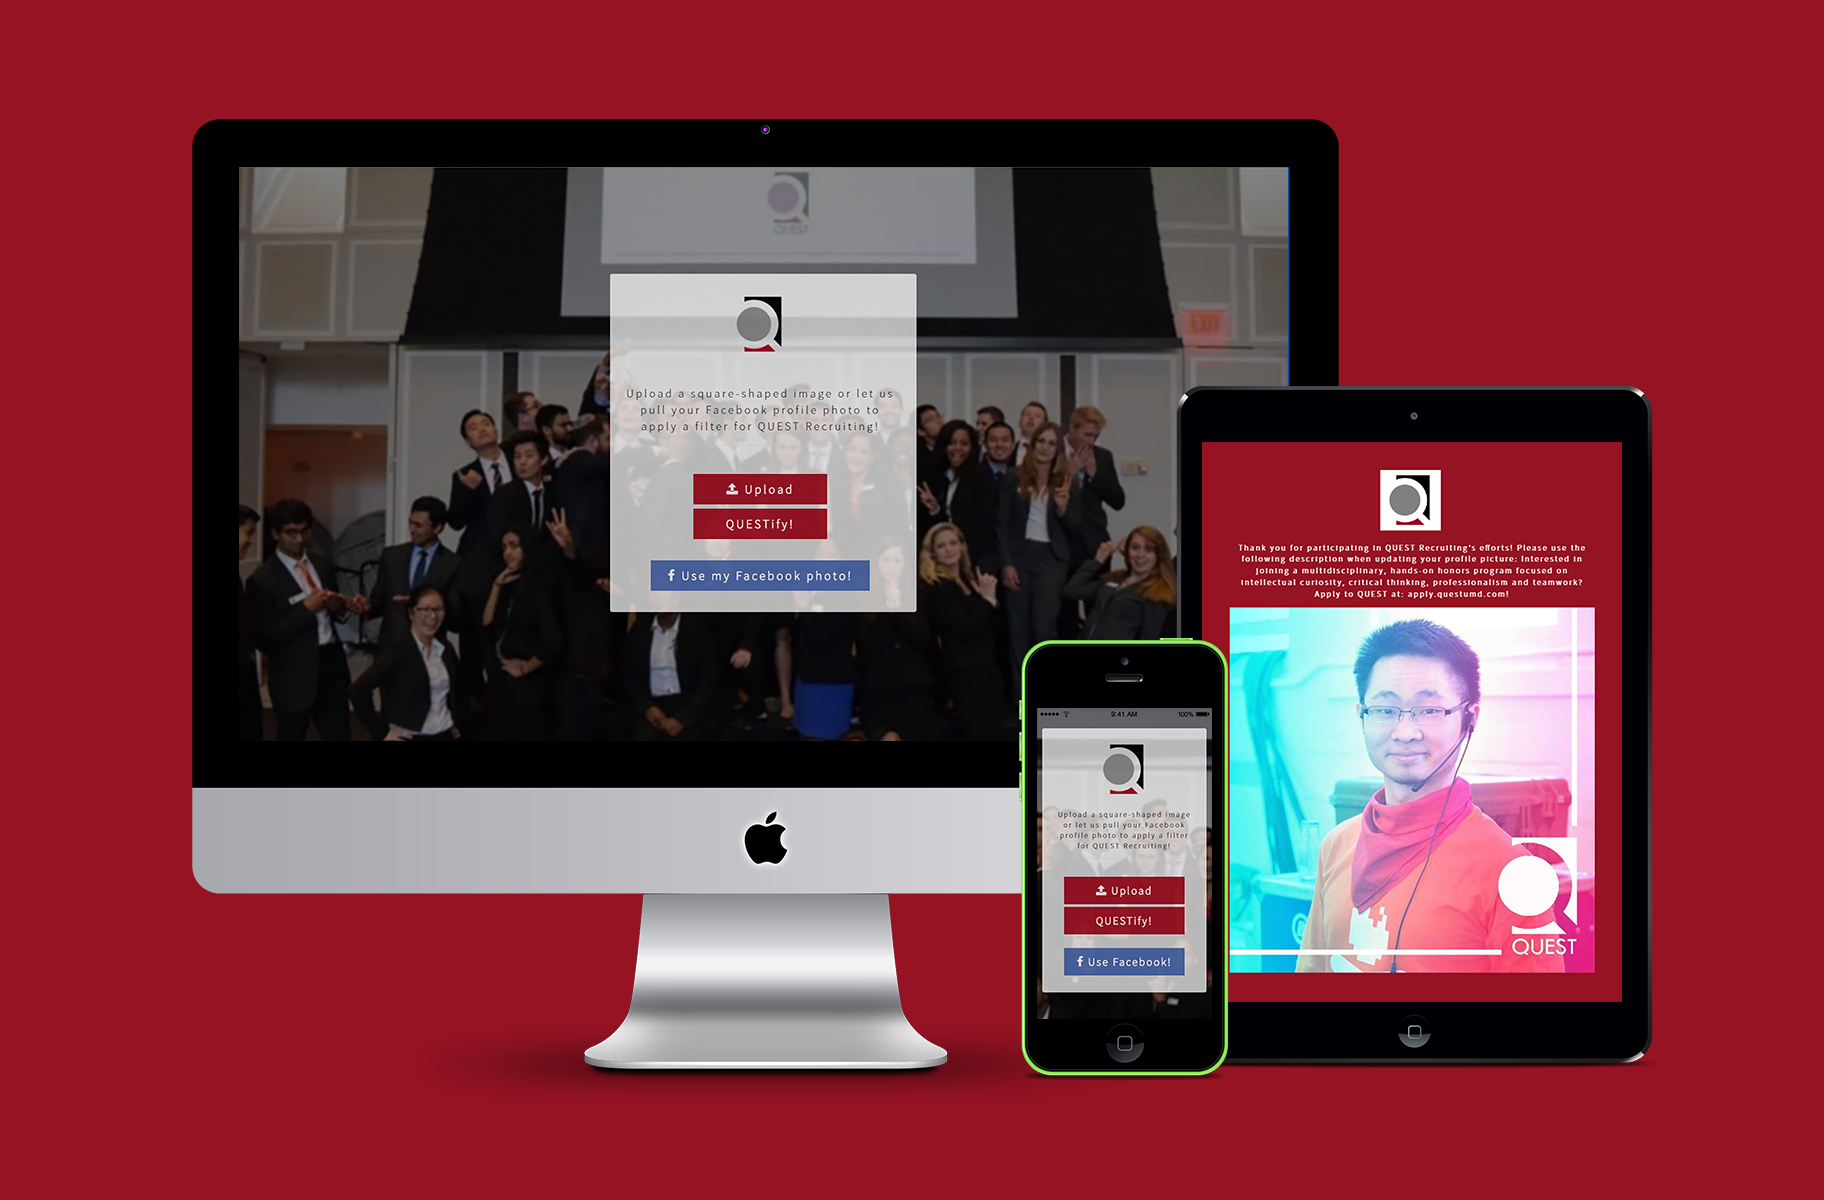 QUEST
EXIT
Upload a square-shaped image or let us
pull your Facebook profile photo to
apply a filter for QUEST Recruiting!
Upload
QUESTify!
f Use my Facebook photo!
9:41 AM
100%
Upload a square-shaped image
or let us pull your Facebook
profile photo to apply a filter
for QUEST Recruiting!
Upload
QUESTify!
f Use Facebook!
Thank you for participating in QUEST Recruiting's efforts! Please use the
following description when updating your profile picture: Interested in
joining a multidisciplinary, hands-on honors program focused on
intellectual curiosity, critical thinking, professionalism and teamwork?
Apply to QUEST at: apply.questumd.com!
QUEST